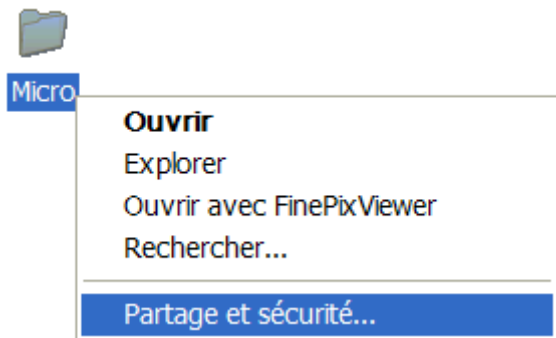 Micro
Ouvrir
Explorer
Ouvrir avec FinePixViewer
Rechercher...
Partage et sécurité...